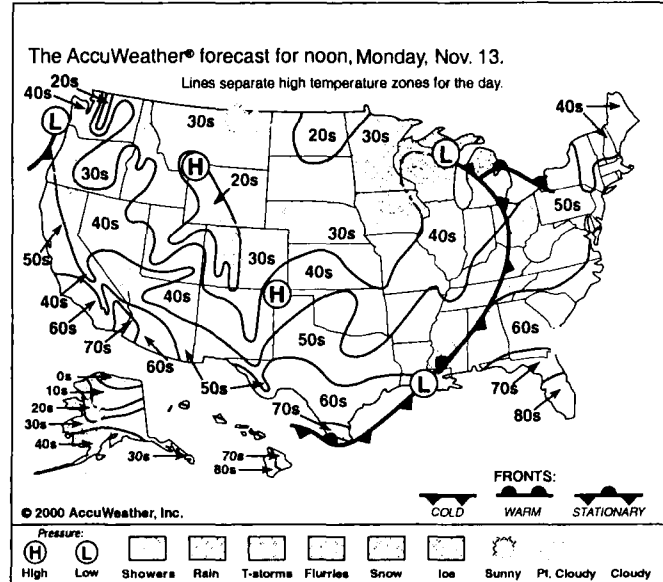 The AccuWeather® forecast for noon, Monday, Nov. 13.
Lines separate high temperature zones for the day.
20s
40s
L
30s
20s
30s
40s
L
H
20s
30s
50s
40s
30s
30s
40s
50s
40s
60s
70s
40s
H
40s
60s
50s
50s
60s
70s
L
60s
70s
80s
0s
10s
20s
30s
40s
30s
70s
80s
© 2000 AccuWeather, Inc.
FRONTS:
COLD WARM STATIONARY
Pressure:
H L
High Low Showers Rain T-storms Flurries Snow Ice Sunny Pt. Cloudy Cloudy